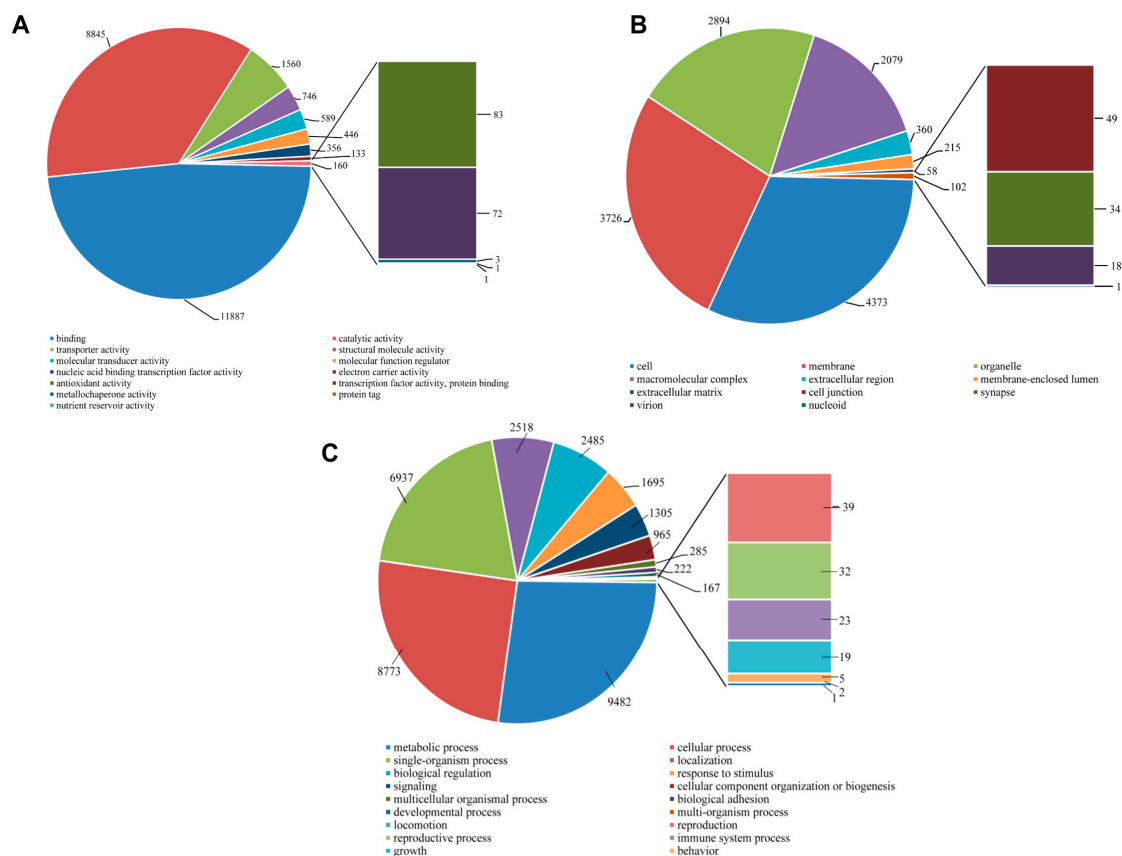 A
8845
1560
746
589
446
356
133
160
83
72
3
1
1
11887
binding
catalytic activity
transporter activity
structural molecule activity
molecular transducer activity
molecular function regulator
nucleic acid binding transcription factor activity
electron carrier activity
antioxidant activity
transcription factor activity, protein binding
metallochaperone activity
protein tag
nutrient reservoir activity
B
2894
2079
360
215
58
102
49
34
18
1
3726
4373
cell
membrane
organelle
macromolecular complex
extracellular region
membrane-enclosed lumen
extracellular matrix
cell junction
synapse
virion
nucleoid
C
2518
2485
6937
1695
1305
965
285
222
167
39
32
23
19
5
2
1
8773
9482
metabolic process
cellular process
single-organism process
localization
biological regulation
response to stimulus
signaling
cellular component organization or biogenesis
multicellular organismal process
biological adhesion
developmental process
multi-organism process
locomotion
reproduction
reproductive process
immune system process
growth
behavior